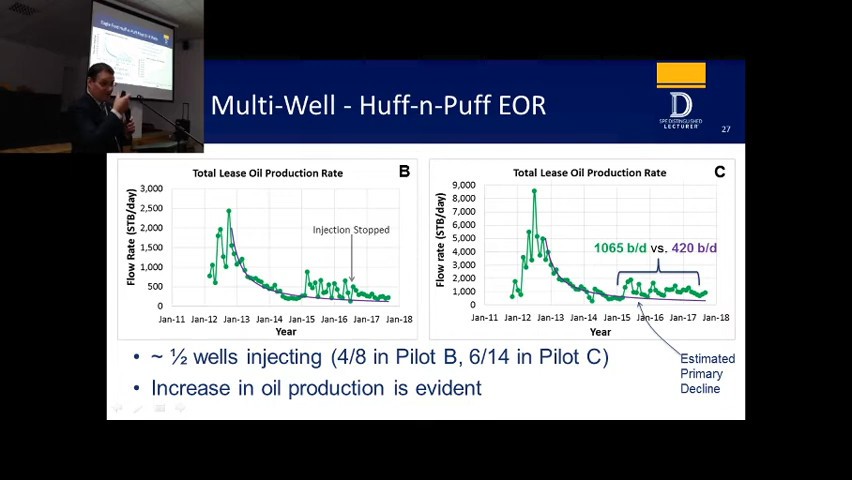 Multi-Well - Huff-n-Puff EOR
SPE DISTINGUISHED
LECTURER
27
Total Lease Oil Production Rate
B
Flow Rate (STB/day)
3,000
2,500
2,000
1,500
1,000
500
0
Injection Stopped
Jan-11 Jan-12 Jan-13 Jan-14 Jan-15 Jan-16 Jan-17 Jan-18
Year
Total Lease Oil Production Rate
C
Flow rate (STB/day)
9,000
8,000
7,000
6,000
5,000
4,000
3,000
2,000
1,000
0
1065 b/d vs. 420 b/d
Jan-11 Jan-12 Jan-13 Jan-14 Jan-15 Jan-16 Jan-17 Jan-18
Year
• ~ ½ wells injecting (4/8 in Pilot B, 6/14 in Pilot C)
• Increase in oil production is evident
Estimated
Primary
Decline